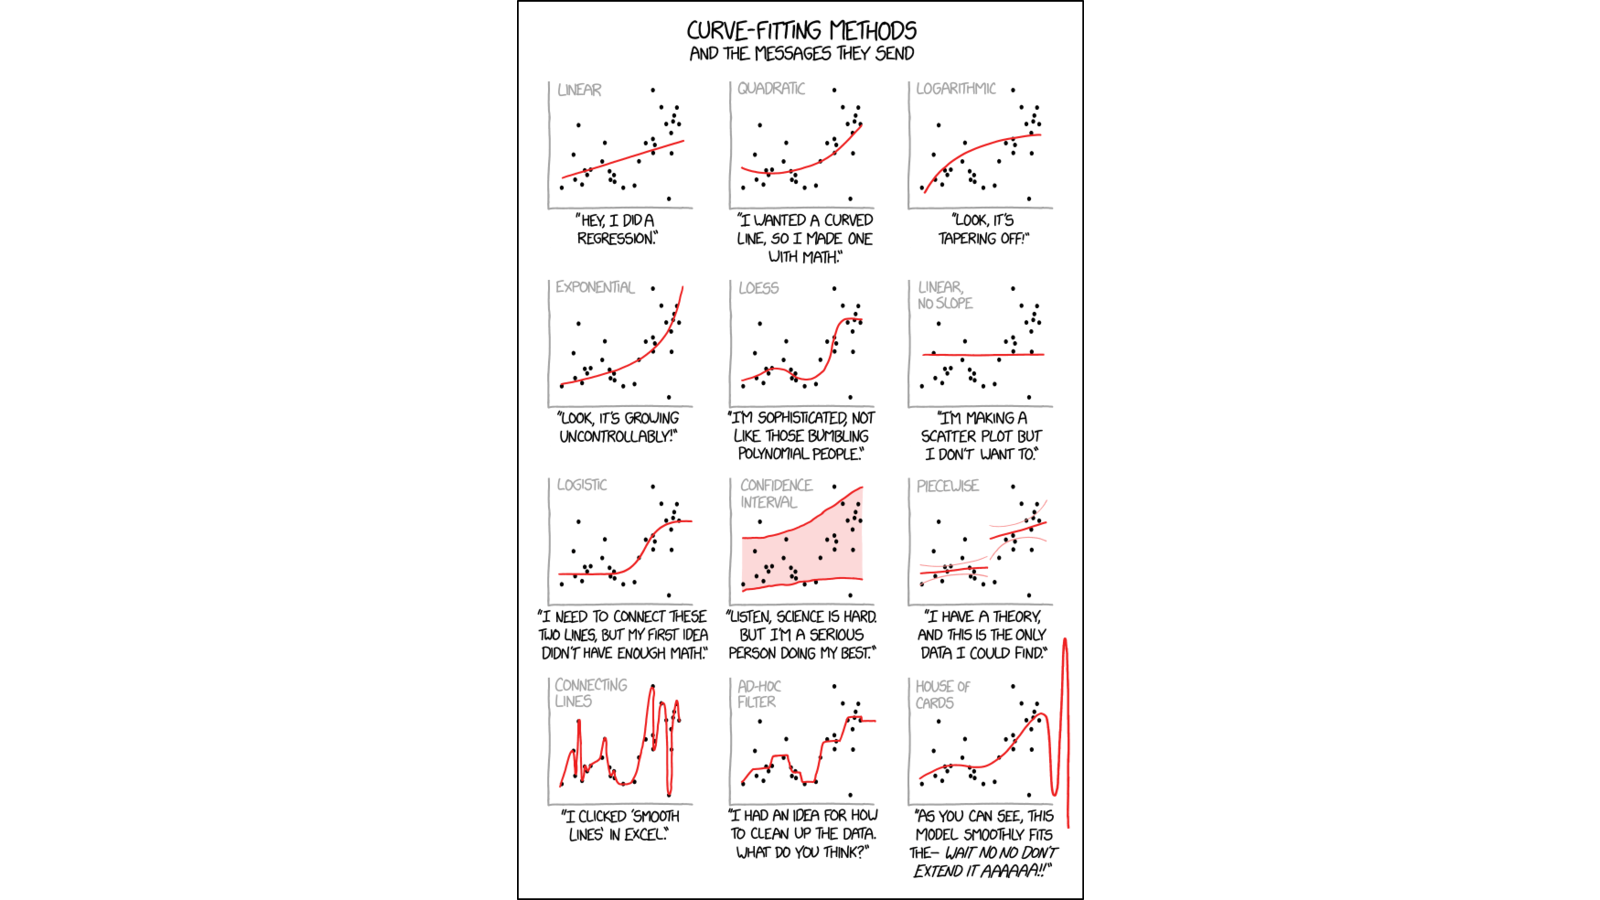 CURVE-FITTING METHODS
AND THE MESSAGES THEY SEND
LINEAR
"HEY, I DID A
REGRESSION."
QUADRATIC
"I WANTED A CURVED
LINE, SO I MADE ONE
WITH MATH."
LOGARITHMIC
"LOOK, IT'S
TAPERING OFF!"
EXPONENTIAL
"LOOK, IT'S GROWING
UNCONTROLLABLY!"
LOESS
"I'M SOPHISTICATED, NOT
LIKE THOSE BUMBLING
POLYNOMIAL PEOPLE."
LINEAR,
NO SLOPE
"I'M MAKING A
SCATTER PLOT BUT
I DON'T WANT TO."
LOGISTIC
"I NEED TO CONNECT THESE
TWO LINES, BUT MY FIRST IDEA
DIDN'T HAVE ENOUGH MATH."
CONFIDENCE
INTERVAL
"LISTEN, SCIENCE IS HARD.
BUT I'M A SERIOUS
PERSON DOING MY BEST."
PIECEWISE
"I HAVE A THEORY,
AND THIS IS THE ONLY
DATA I COULD FIND."
CONNECTING
LINES
"I CLICKED 'SMOOTH
LINES' IN EXCEL."
AD-HOC
FILTER
"I HAD AN IDEA FOR HOW
TO CLEAN UP THE DATA.
WHAT DO YOU THINK?"
HOUSE OF
CARDS
"AS YOU CAN SEE, THIS
MODEL SMOOTHLY FITS
THE- WAIT NO NO DON'T
EXTEND IT AAAAAA!!"